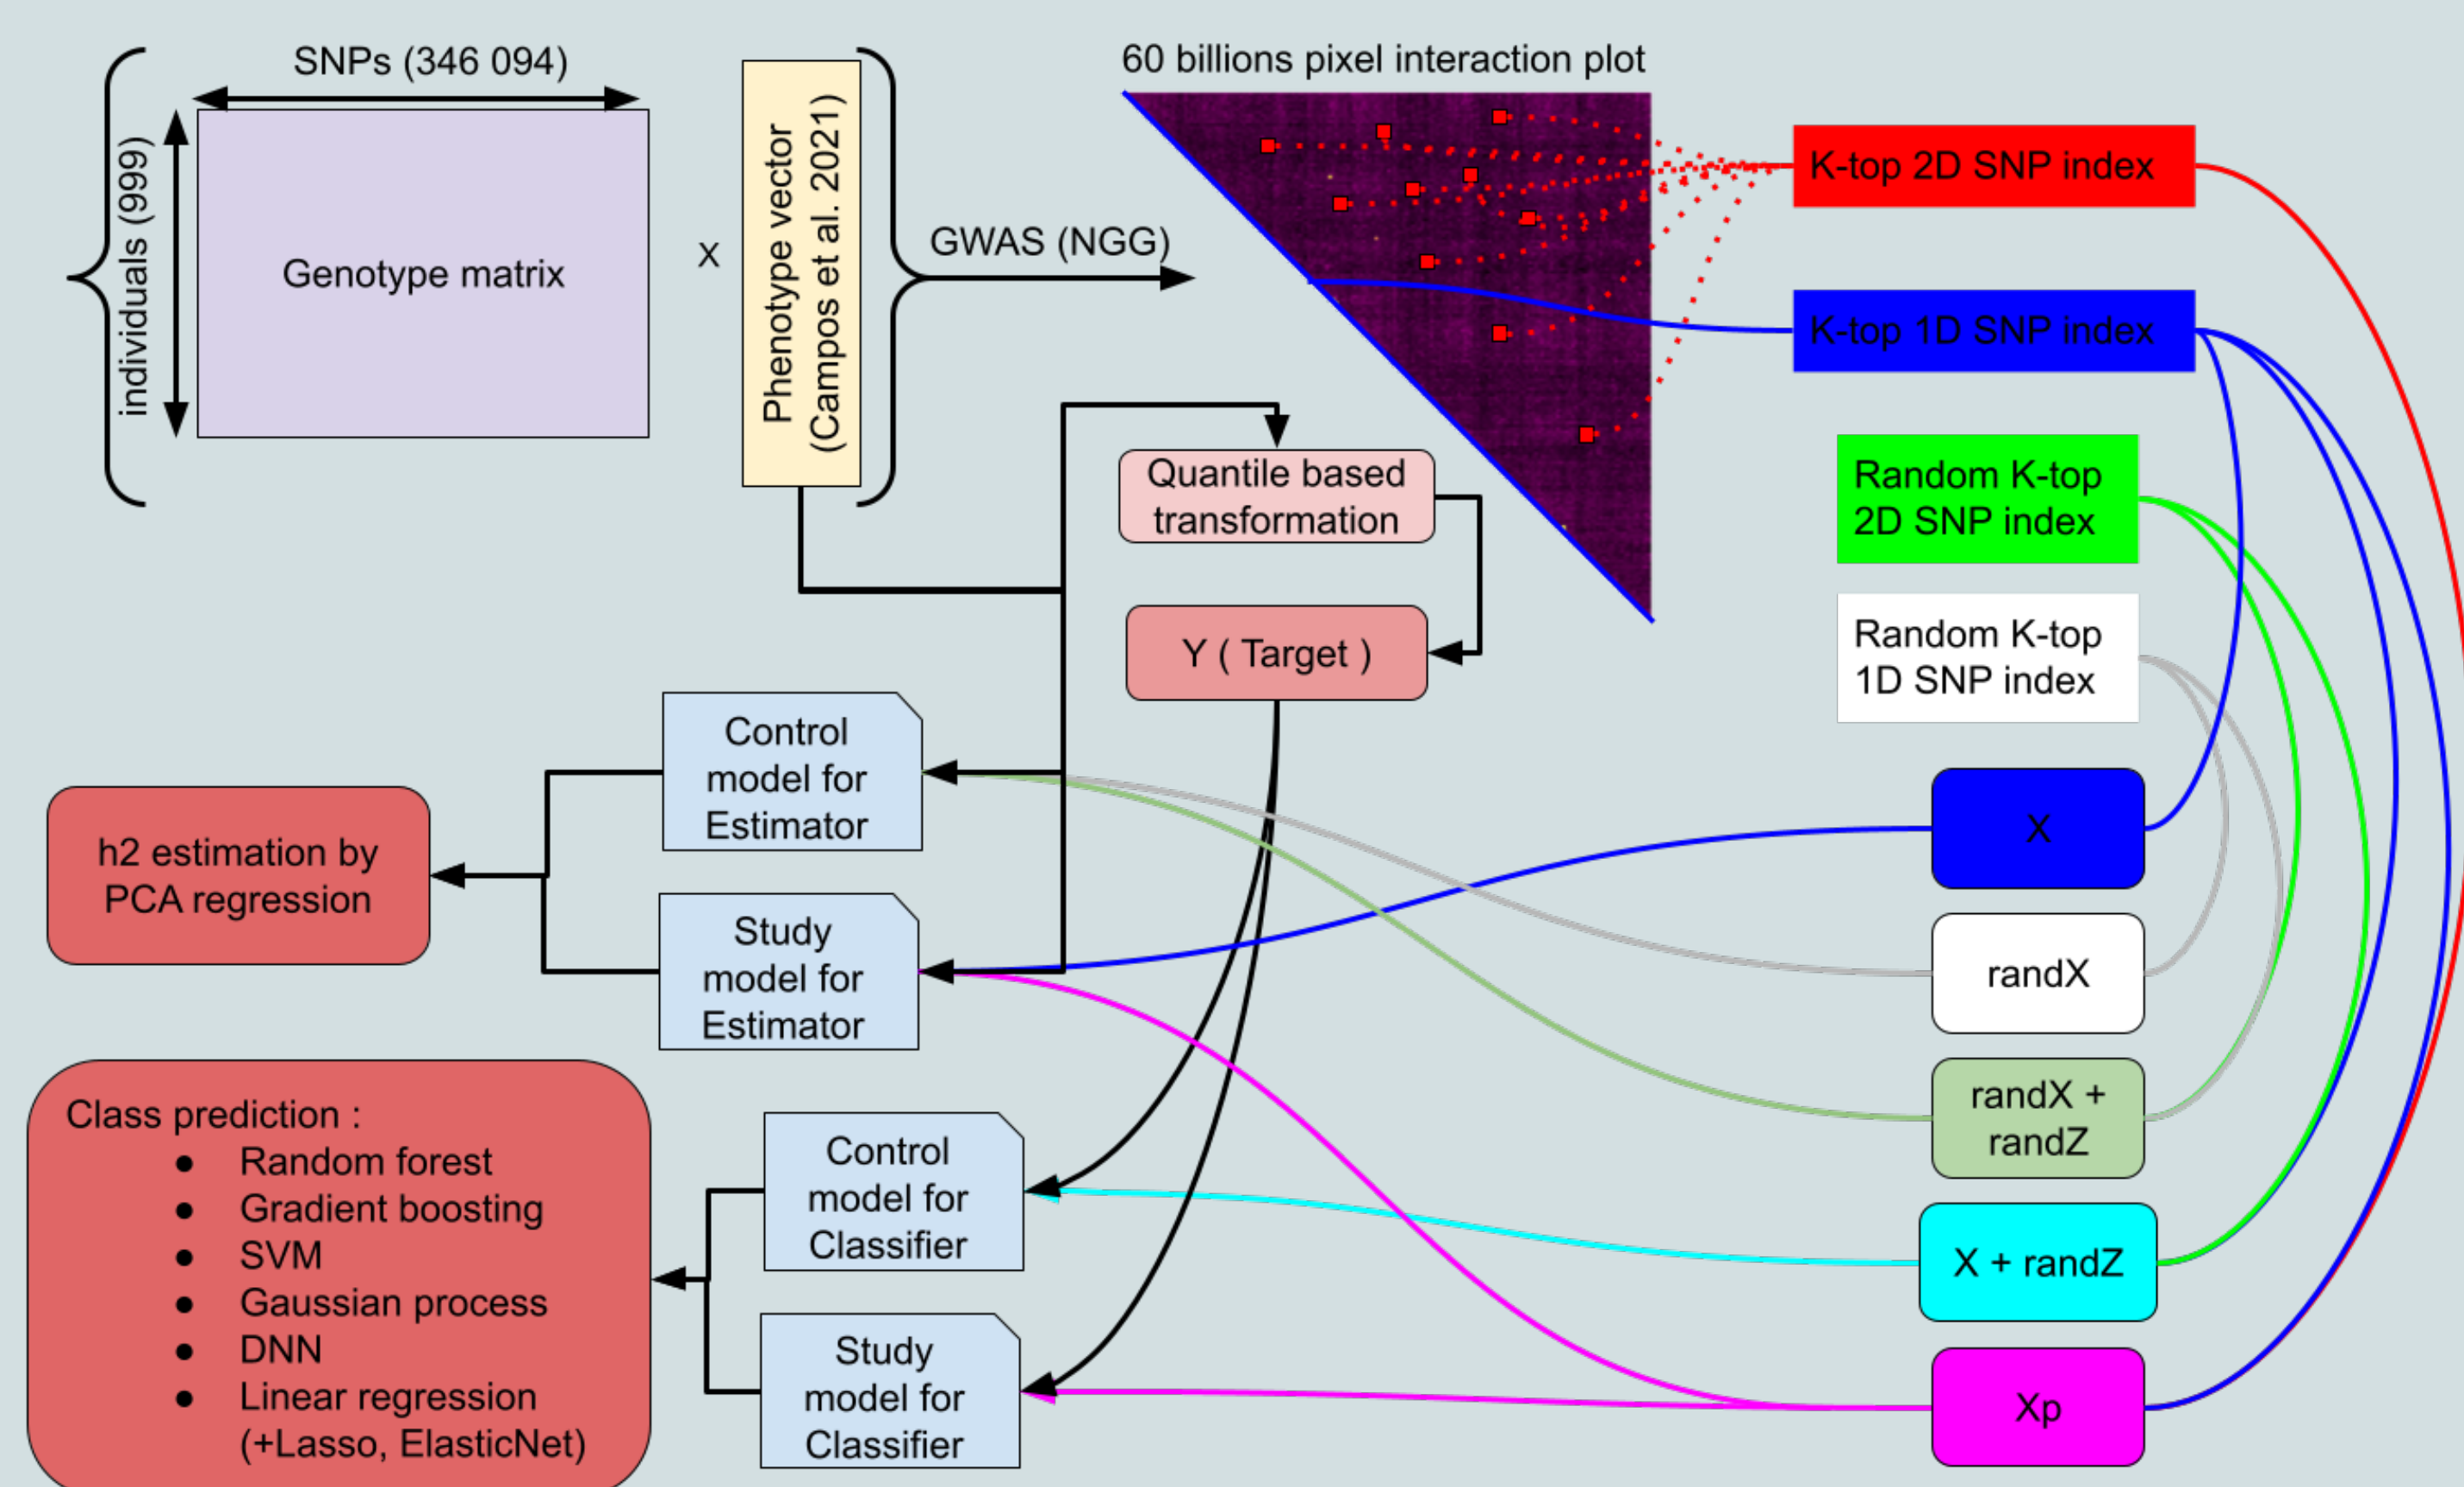 SNPs (346 094)
individuals (999)
Genotype matrix
X
Phenotype vector
(Campos et al. 2021)
GWAS (NGG)
60 billions pixel interaction plot
K-top 2D SNP index
K-top 1D SNP index
Random K-top
2D SNP index
Random K-top
1D SNP index
Quantile based
transformation
Y ( Target )
Control
model for
Estimator
Study
model for
Estimator
h2 estimation by
PCA regression
X
randX
randX +
randZ
X + randZ
Xp
Control
model for
Classifier
Study
model for
Classifier
Class prediction :
● Random forest
● Gradient boosting
● SVM
● Gaussian process
● DNN
● Linear regression
(+Lasso, ElasticNet)